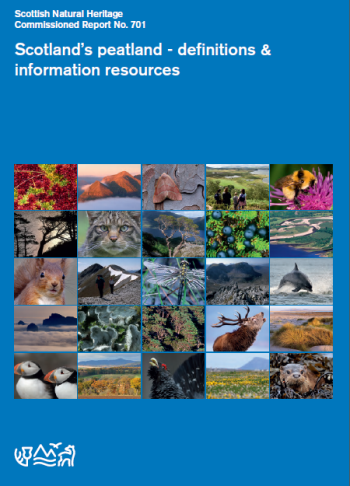 Scottish Natural Heritage
Commissioned Report No. 701
Scotland's peatland - definitions &
information resources